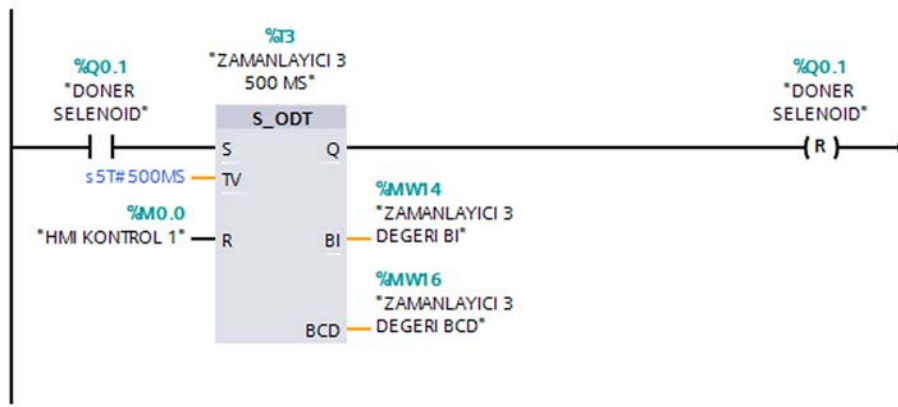 %T3
"ZAMANLAYICI 3
500 MS"
%Q0.1
"DONER
SELENOID"
%Q0.1
"DONER
SELENOID"
S_ODT
S
Q
R
s5T#500MS
TV
%MW14
"ZAMANLAYICI 3
DEGERI BI"
%M0.0
"HMI KONTROL 1"
R
BI
%MW16
"ZAMANLAYICI 3
DEGERI BCD"
BCD